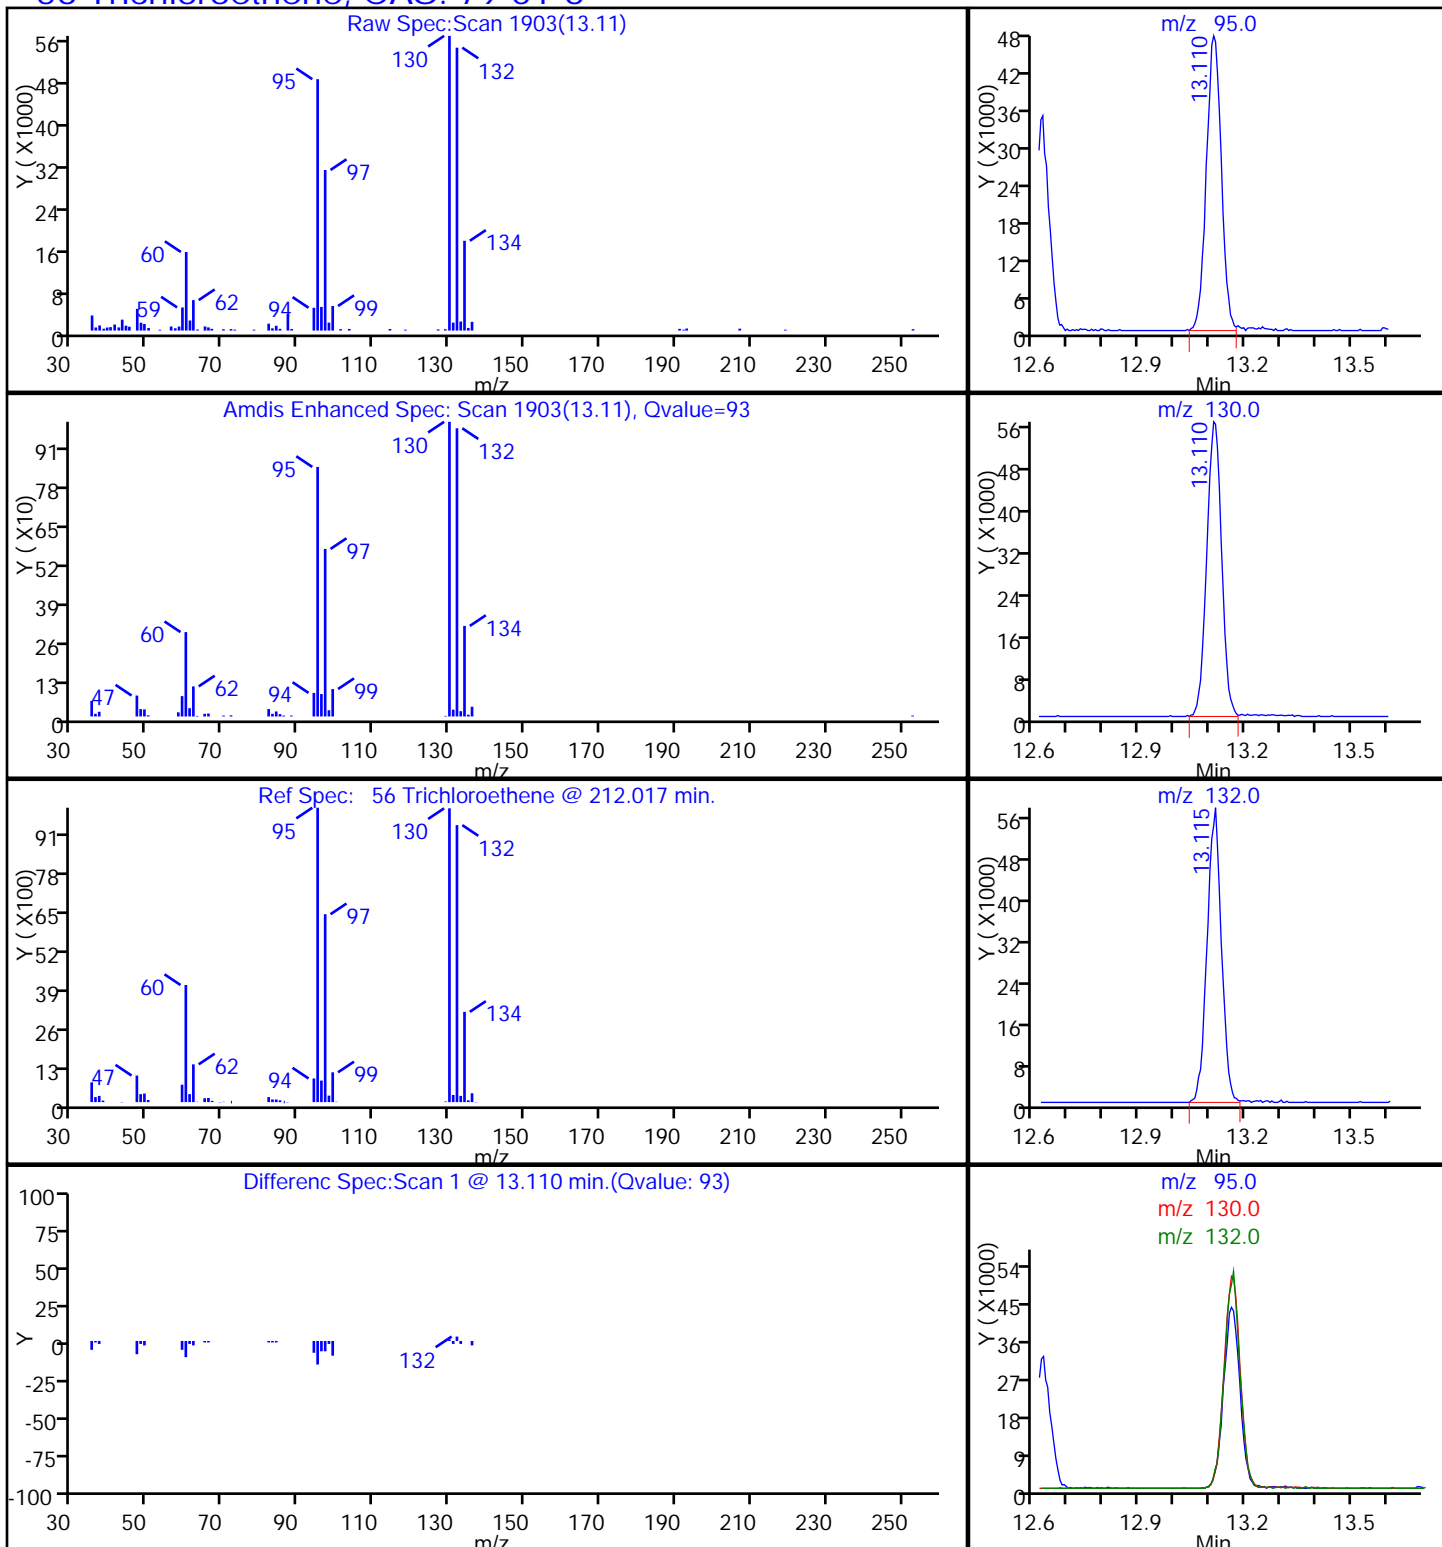 Raw Spec:Scan 1903(13.11)
Y ( X1000)
56
48
40
32
24
16
8
0
130
132
95
97
134
60
59
62
94
99
30 50 70 90 110 130 150 170 190 210 230 250
m/z
m/z 95.0
Y ( X1000)
48
42
36
30
24
18
12
6
0
13.110
12.6 12.9 13.2 13.5
Min
Amdis Enhanced Spec: Scan 1903(13.11), Qvalue=93
Y ( X10)
91
78
65
52
39
26
13
0
130
132
95
97
134
60
47
62
94
99
30 50 70 90 110 130 150 170 190 210 230 250
m/z
m/z 130.0
Y ( X1000)
56
48
40
32
24
16
8
0
13.110
12.6 12.9 13.2 13.5
Min
Ref Spec: 56 Trichloroethene @ 212.017 min.
Y ( X100)
91
78
65
52
39
26
13
0
95
130
132
97
134
60
47
62
94
99
30 50 70 90 110 130 150 170 190 210 230 250
m/z
m/z 132.0
Y ( X1000)
56
48
40
32
24
16
8
0
13.115
12.6 12.9 13.2 13.5
Min
Differenc Spec:Scan 1 @ 13.110 min.(Qvalue: 93)
Y
100
75
50
25
0
-25
-50
-75
-100
132
30 50 70 90 110 130 150 170 190 210 230 250
m/z
m/z 95.0
m/z 130.0
m/z 132.0
Y ( X1000)
54
45
36
27
18
9
0
12.6 12.9 13.2 13.5
Min